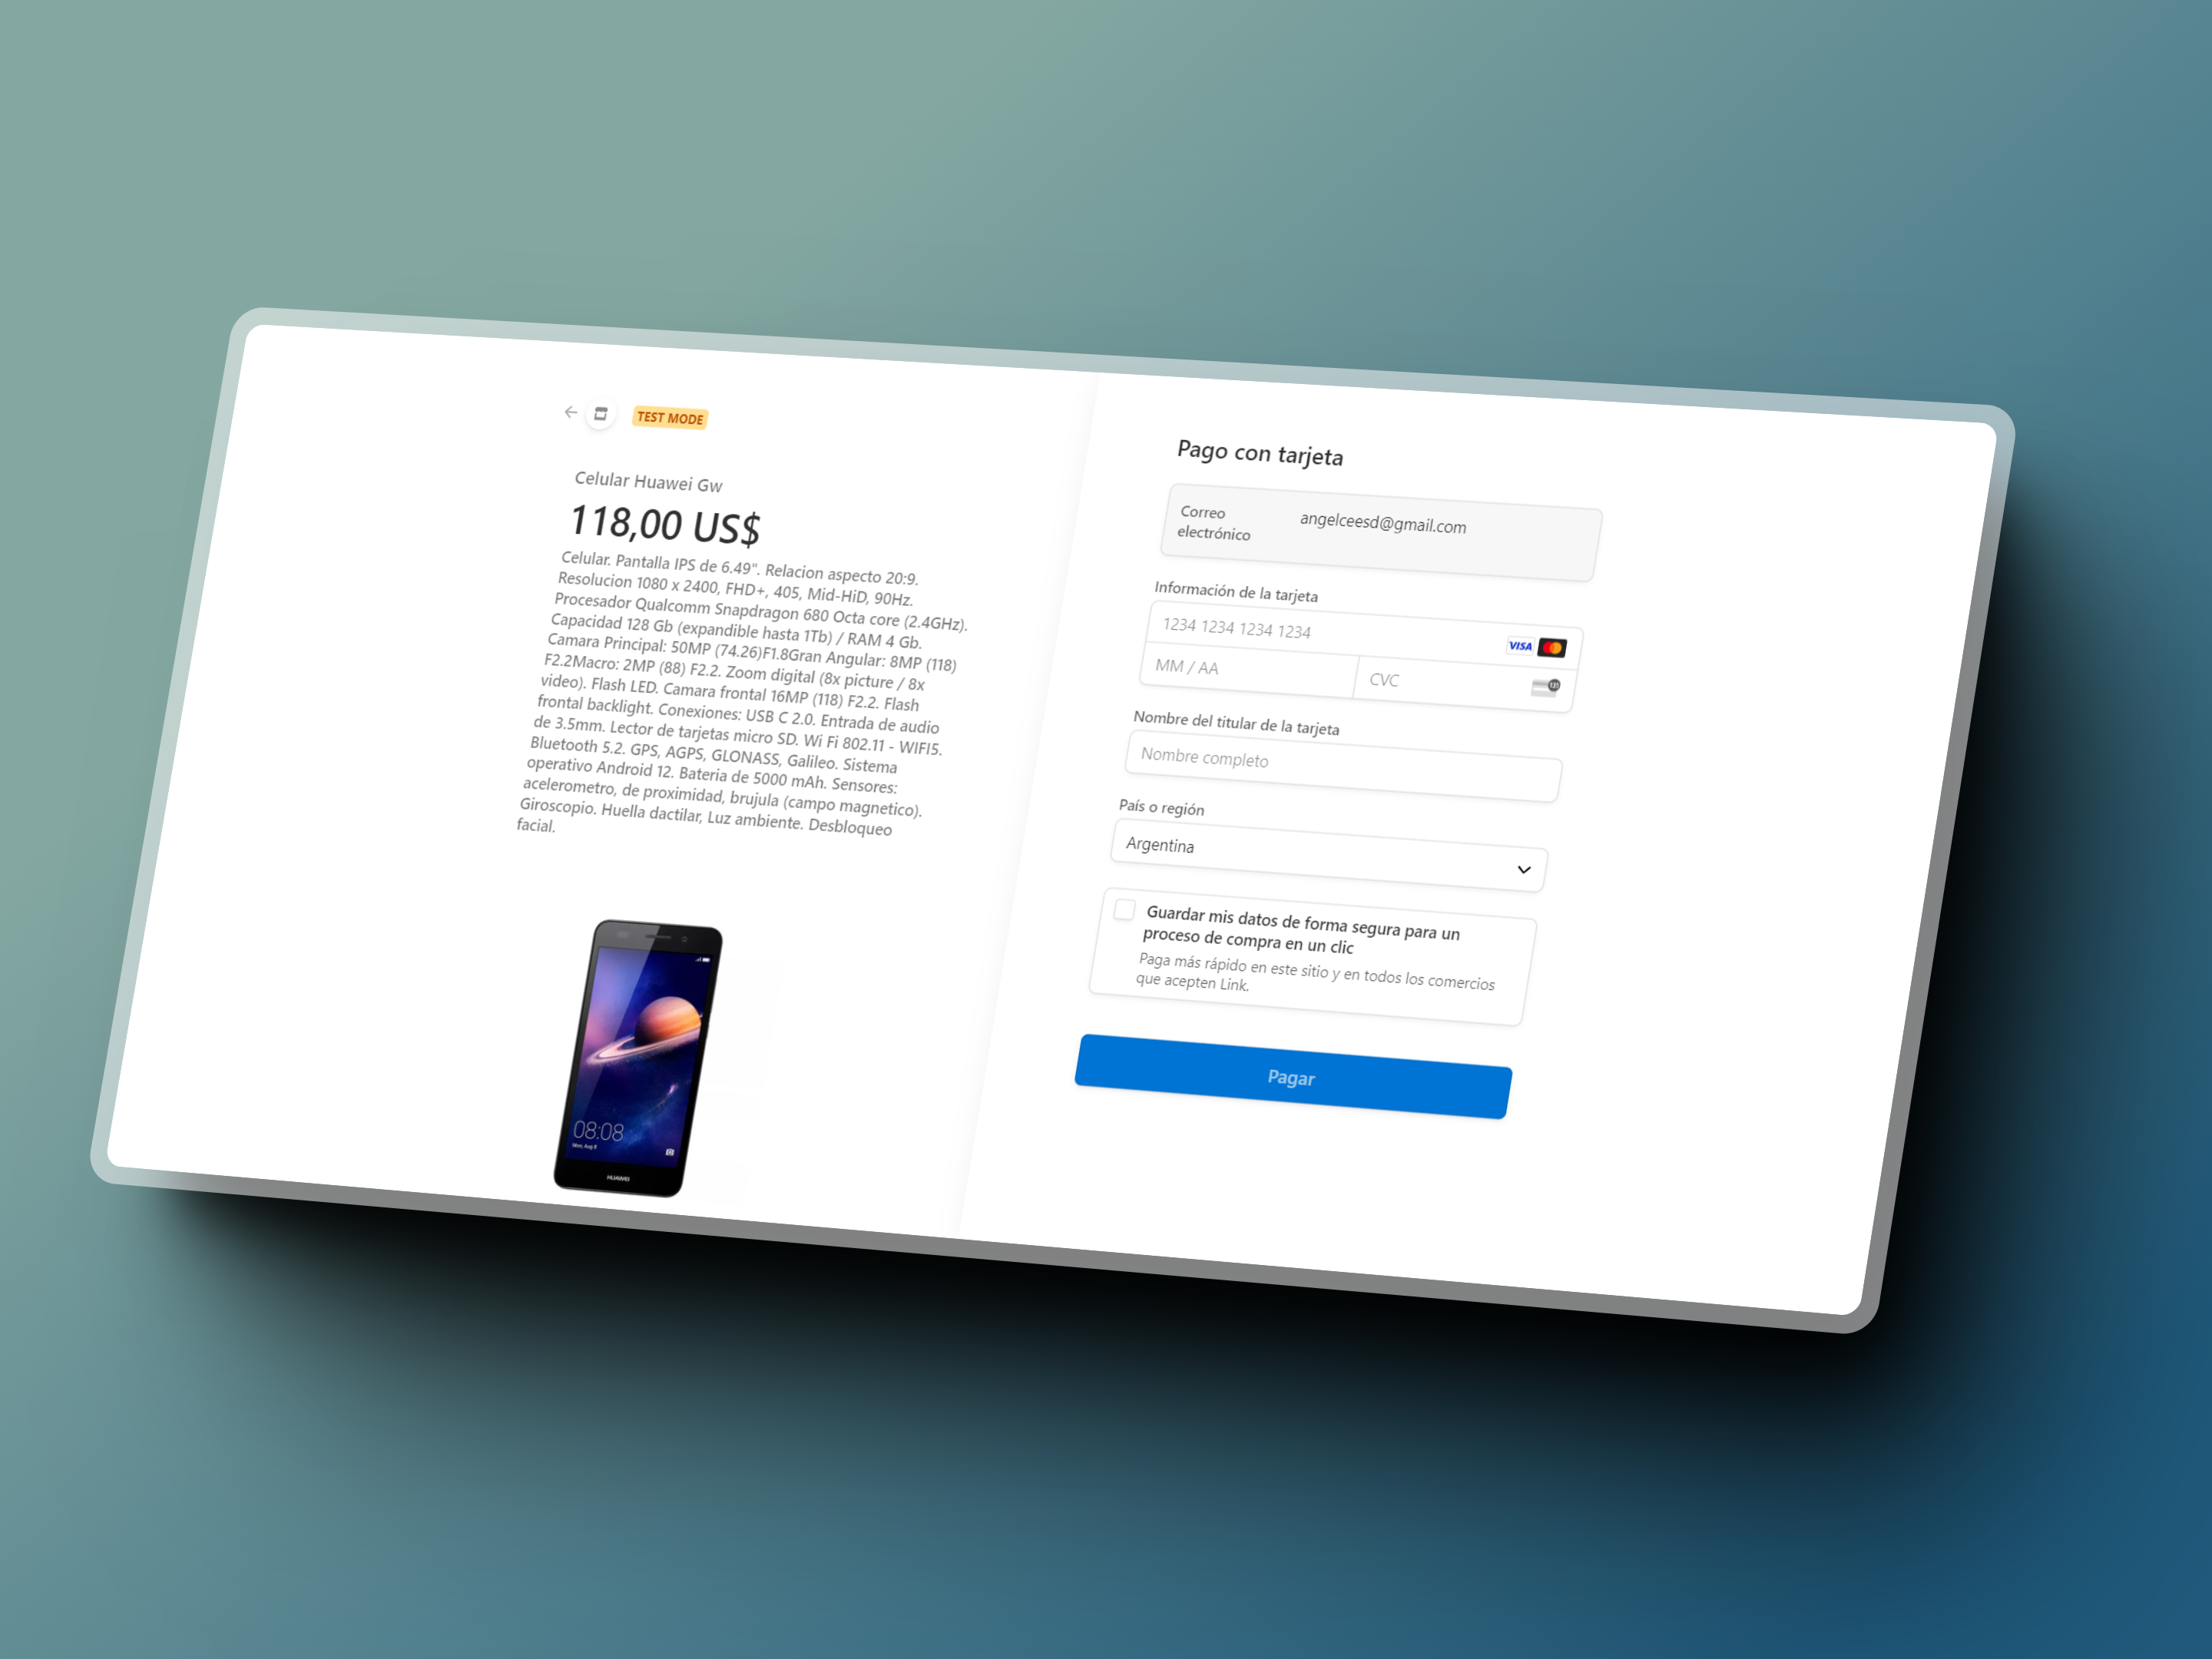 TEST MODE
Celular Huawei Gw
118,00 US$
Celular. Pantalla IPS de 6.49". Relacion aspecto 20:9.
Resolucion 1080 x 2400, FHD+, 405, Mid-HiD, 90Hz.
Procesador Qualcomm Snapdragon 680 Octa core (2.4GHz).
Capacidad 128 Gb (expandible hasta 1Tb) / RAM 4 Gb.
Camara Principal: 50MP (74.26)F1.8Gran Angular: 8MP (118)
F2.2Macro: 2MP (88) F2.2. Zoom digital (8x picture / 8x
video). Flash LED. Camara frontal 16MP (118) F2.2. Flash
frontal backlight. Conexiones: USB C 2.0. Entrada de audio
de 3.5mm. Lector de tarjetas micro SD. Wi Fi 802.11 - WIFI5.
Bluetooth 5.2. GPS, AGPS, GLONASS, Galileo. Sistema
operativo Android 12. Bateria de 5000 mAh. Sensores:
acelerometro, de proximidad, brujula (campo magnetico).
Giroscopio. Huella dactilar, Luz ambiente. Desbloqueo
facial.
08:08
Mon, Aug 8
HUAWEI
Pago con tarjeta
Correo
electrónico
angelceesd@gmail.com
Información de la tarjeta
1234 1234 1234 1234
VISA
MM / AA
CVC
135
Nombre del titular de la tarjeta
Nombre completo
País o región
Argentina
Guardar mis datos de forma segura para un
proceso de compra en un clic
Paga más rápido en este sitio y en todos los comercios
que acepten Link.
Pagar